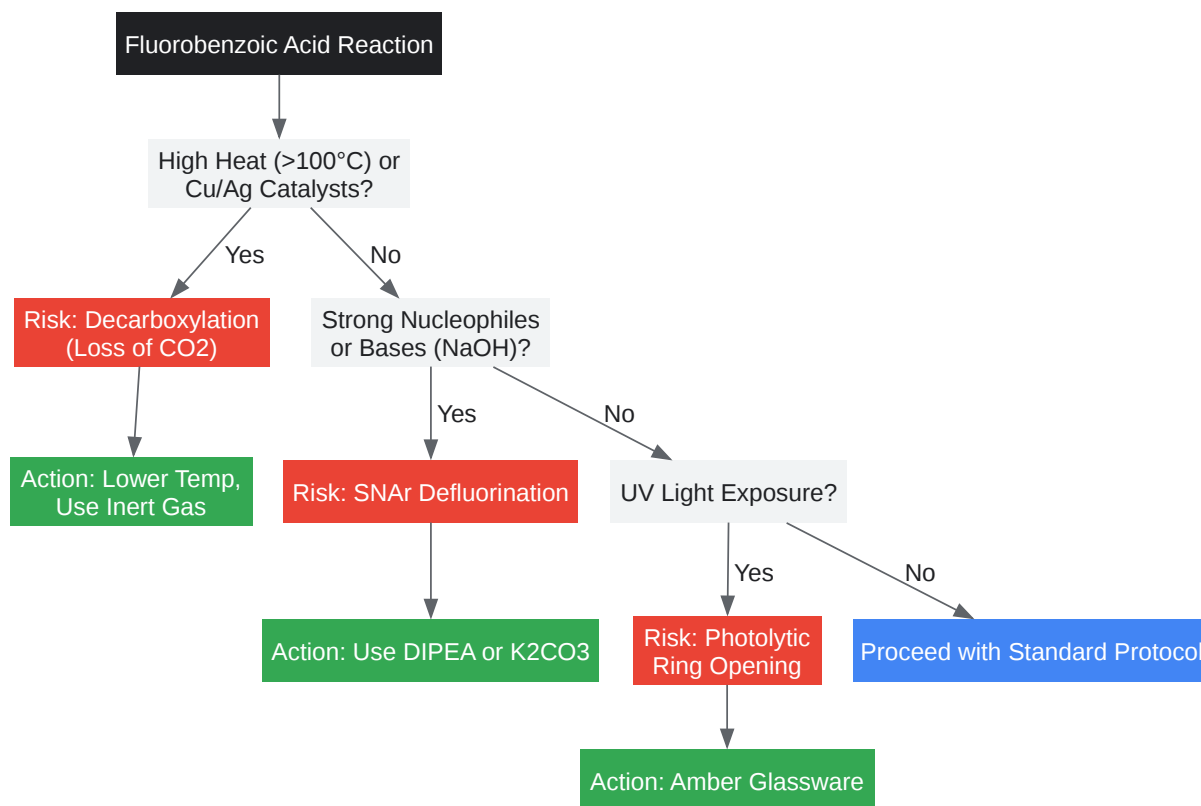 Fluorobenzoic Acid Reaction
High Heat (>100°C) or
Cu/Ag Catalysts?
Yes
No
Risk: Decarboxylation
(Loss of CO2)
Strong Nucleophiles
or Bases (NaOH)?
Yes
No
Action: Lower Temp,
Use Inert Gas
Risk: SNAr Defluorination
UV Light Exposure?
Yes
No
Action: Use DIPEA or K2CO3
Risk: Photolytic
Ring Opening
Proceed with Standard Protocol
Action: Amber Glassware